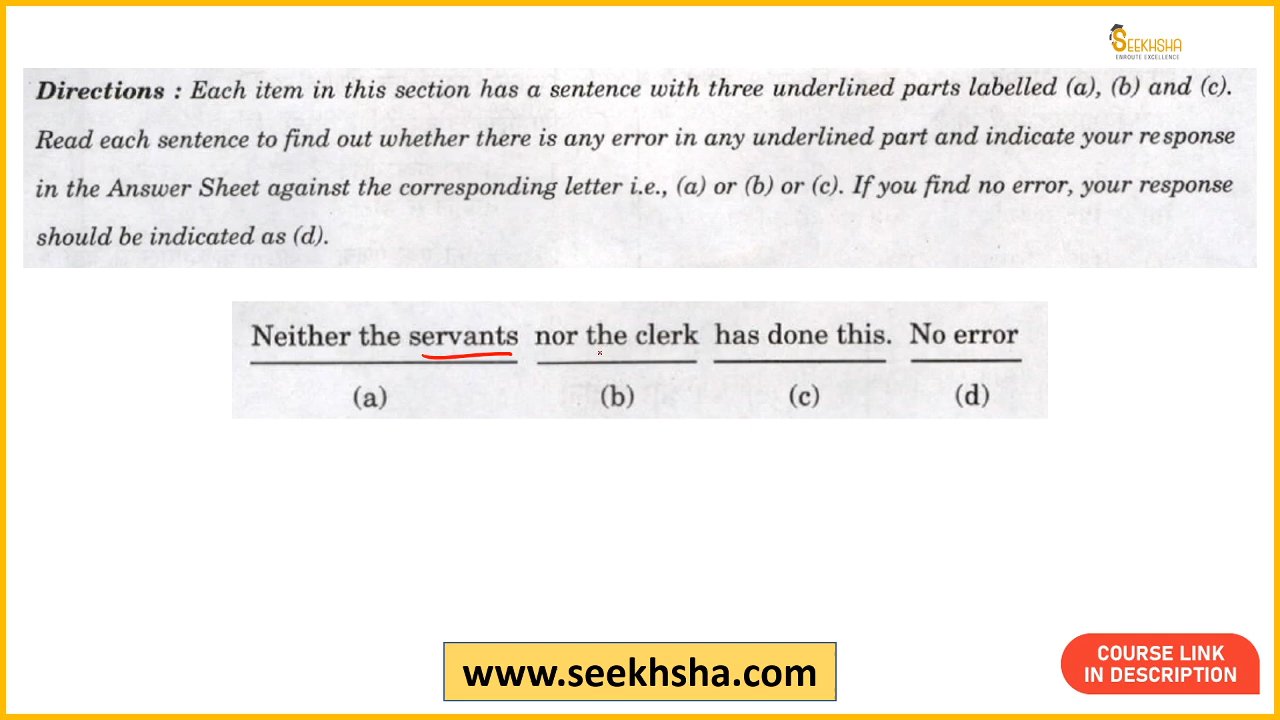 SEEKHSHA
ENROUTE EXCELLENCE
Directions : Each item in this section has a sentence with three underlined parts labelled (a), (b) and (c).
Read each sentence to find out whether there is any error in any underlined part and indicate your response
in the Answer Sheet against the corresponding letter i.e., (a) or (b) or (c). If you find no error, your response
should be indicated as (d).
Neither the servants nor the clerk has done this. No error
(a) (b) (c) (d)
www.seekhsha.com
COURSE LINK
IN DESCRIPTION